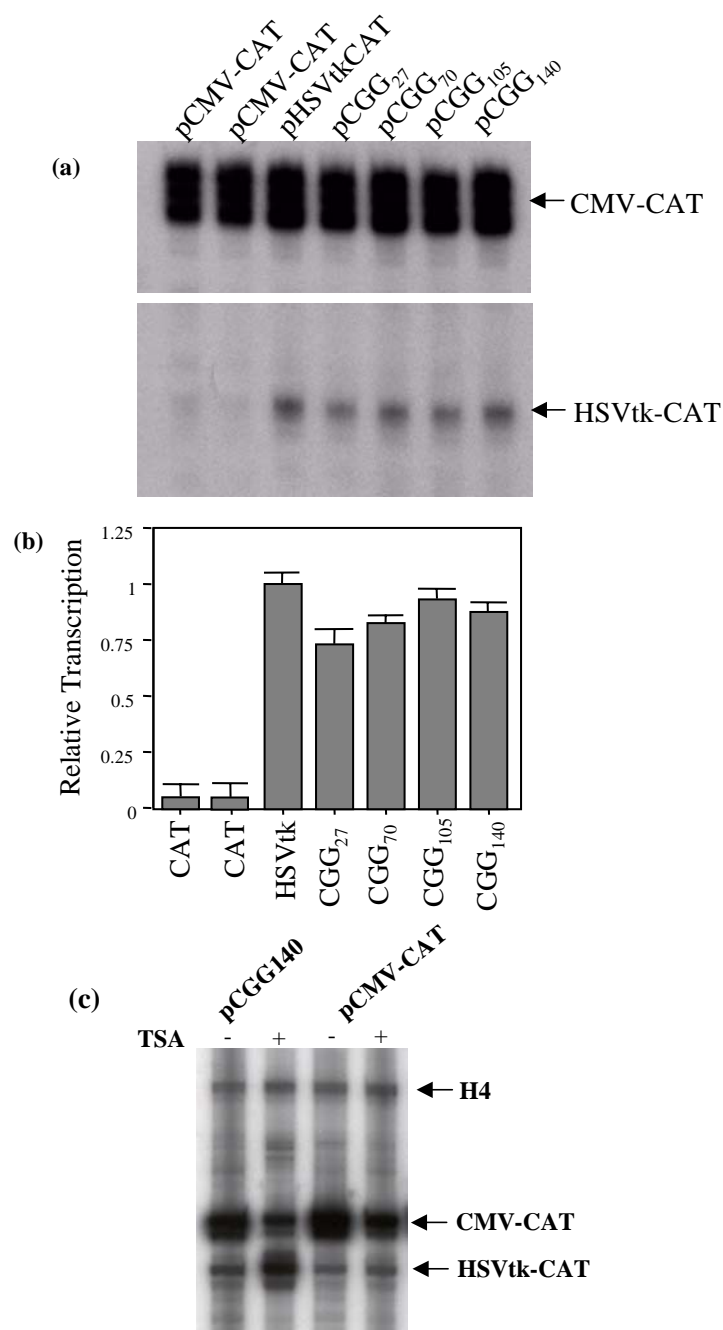 pCMV-CAT
pCMV-CAT
pHSVtkCAT
pCGG27
pCGG70
pCGG105
pCGG140
(a)
CMV-CAT
HSVtk-CAT
(b)
Relative Transcription
1.25
1
0.75
0.5
0.25
0
CAT
CAT
HSVtk
CGG27
CGG70
CGG105
CGG140
(c)
pCGG140
pCMV-CAT
TSA - + - +
H4
CMV-CAT
HSVtk-CAT